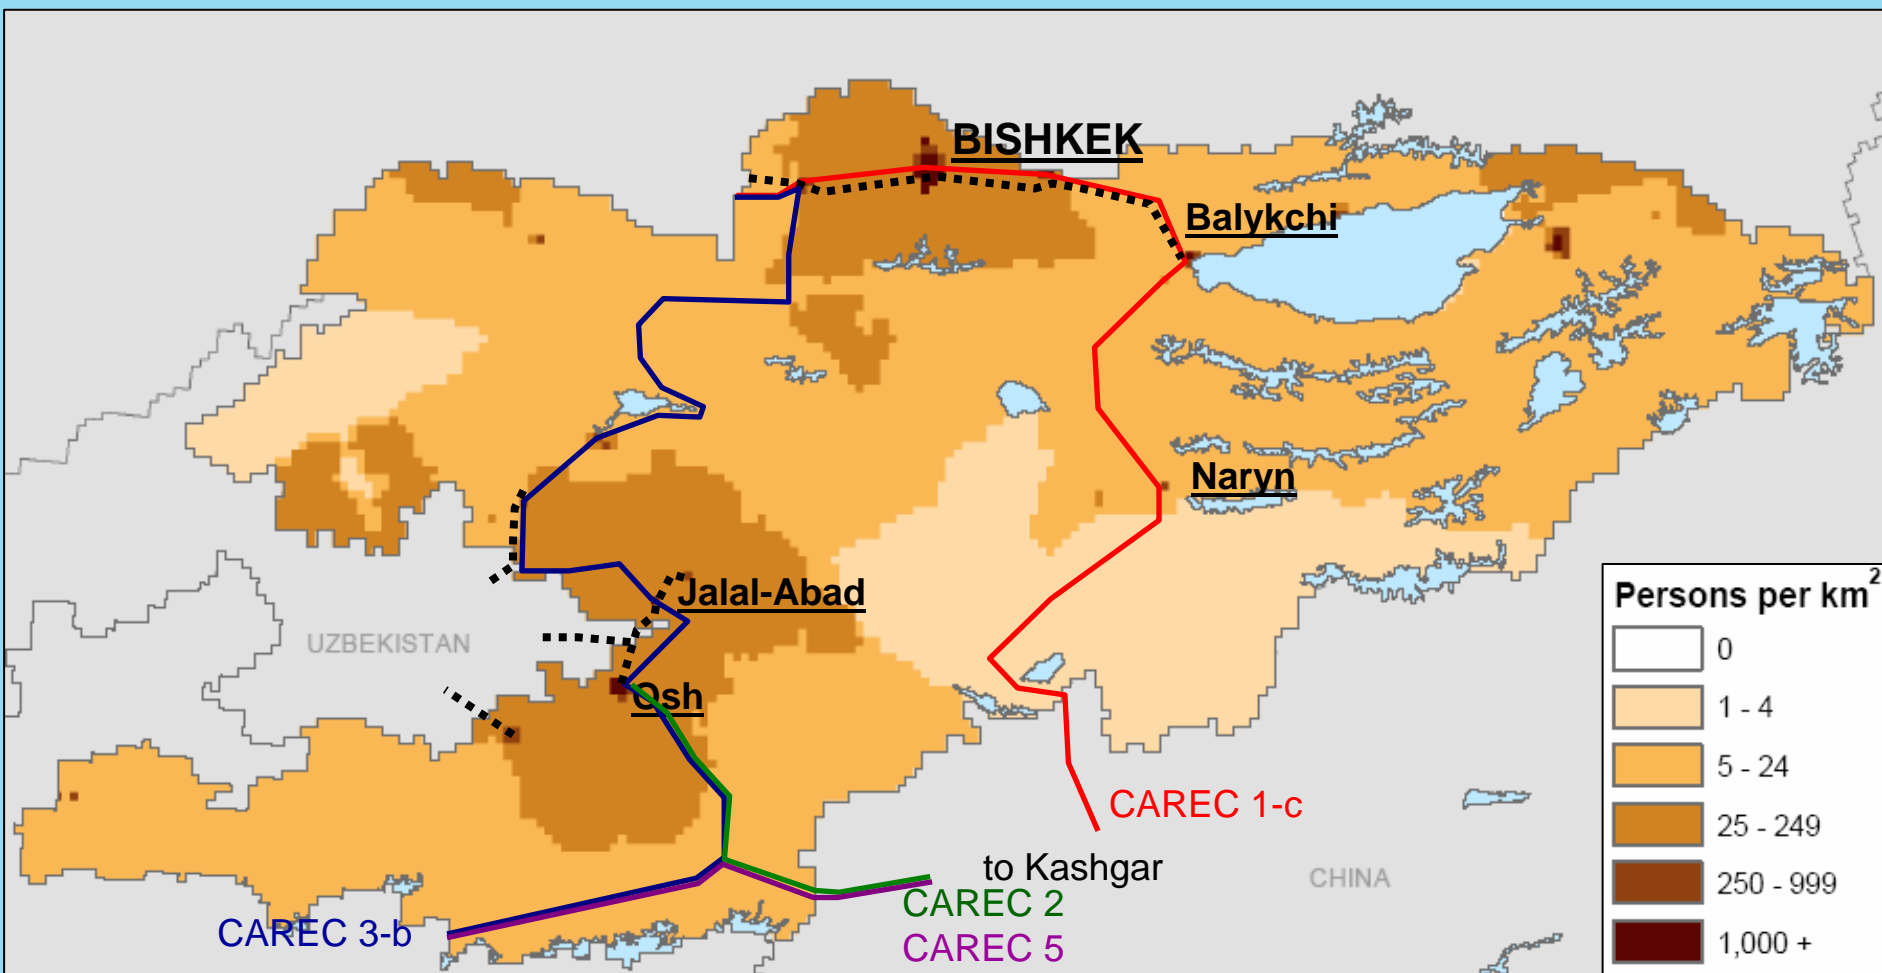 BISHKEK
Balykchi
Naryn
Jalal-Abad
UZBEKISTAN
Osh
CAREC 1-c
to Kashgar
CHINA
CAREC 2
CAREC 3-b
CAREC 5
Persons per km²
0
1 - 4
5 - 24
25 - 249
250 - 999
1,000 +